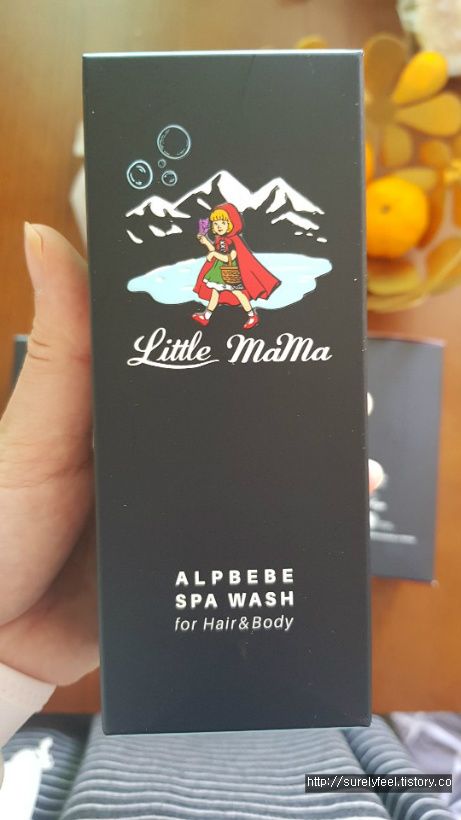 Little MaMa
ALPBEBE
SPA WASH
for Hair&Body
http://surelyfeel.tistory.co